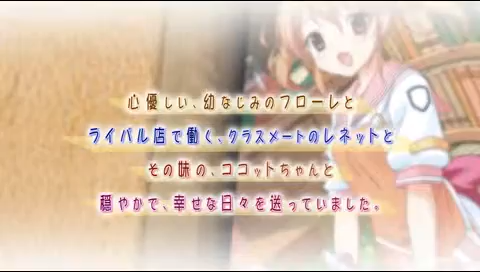 心優しい、幼なじみのフローレと
ライバル店で働く、クラスメートのレネットと
その妹の、ココットちゃんと
穏やかで、幸せな日々を送っていました。